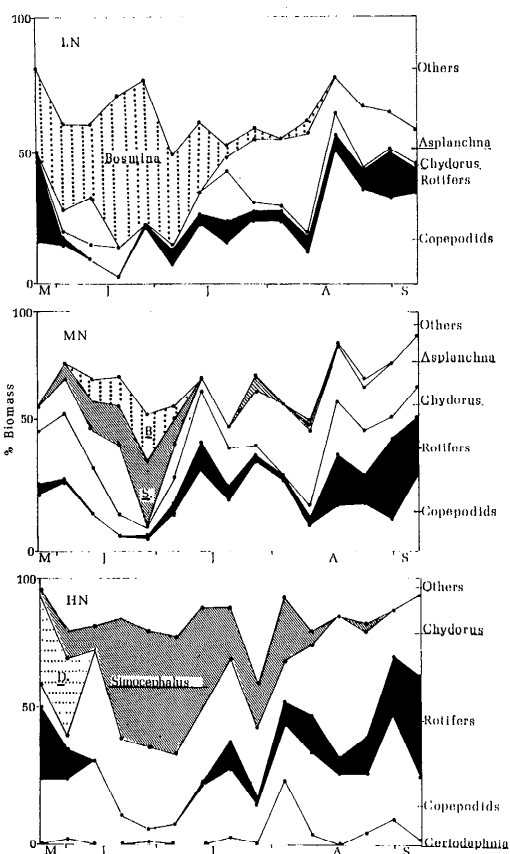 100
LN
Others
Asplanchna
50
Bosmina
Chydorus
Rotifers
Copepodids
0
M J J A S
100
MN
Others
Asplanchna
% Biomass
50
B.
Chydorus
S.
Rotifers
Copepodids
0
M J J A S
100
HN
Others
Chydorus
D.
Simocephalus
50
Rotifers
Copepodids
0
Ceriodaphnia
M J J A S